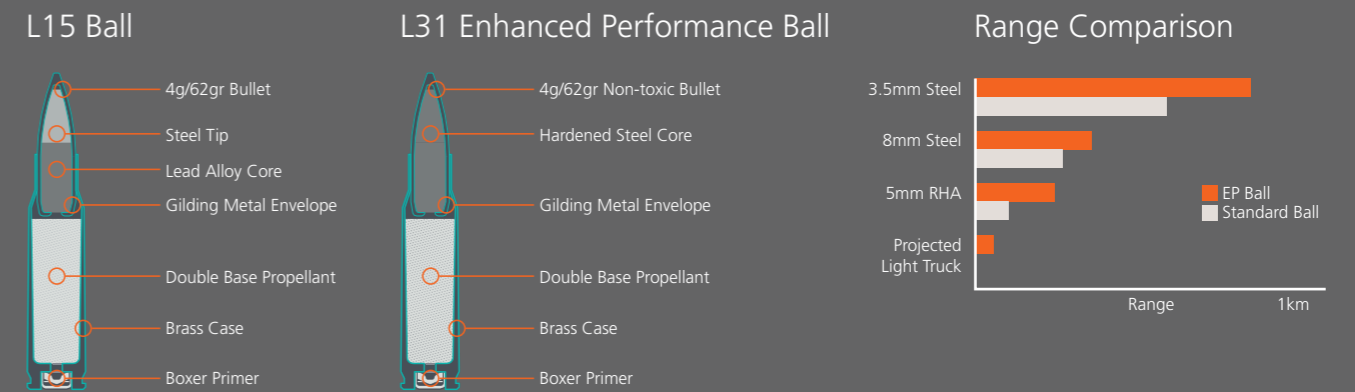 L15 Ball
4g/62gr Bullet
Steel Tip
Lead Alloy Core
Gilding Metal Envelope
Double Base Propellant
Brass Case
Boxer Primer
L31 Enhanced Performance Ball
4g/62gr Non-toxic Bullet
Hardened Steel Core
Gilding Metal Envelope
Double Base Propellant
Brass Case
Boxer Primer
Range Comparison
3.5mm Steel
8mm Steel
5mm RHA
Projected
Light Truck
EP Ball
Standard Ball
Range
1km